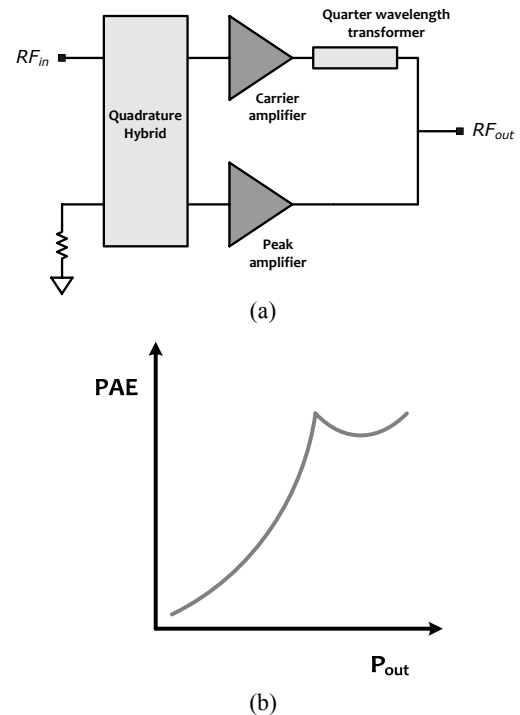 Quarter wavelength
transformer
RFin
Quadrature
Hybrid
Carrier
amplifier
RFout
Peak
amplifier
(a)
PAE
Pout
(b)